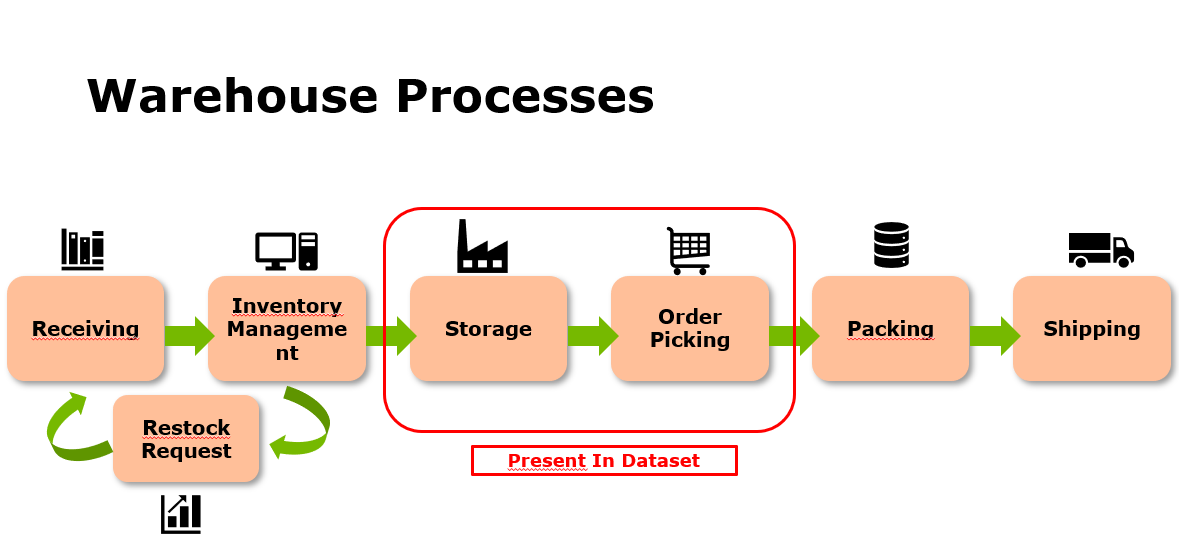 Warehouse Processes
Receiving
Inventory
Manageme
nt
Storage
Order
Picking
Packing
Shipping
Restock
Request
Present In Dataset